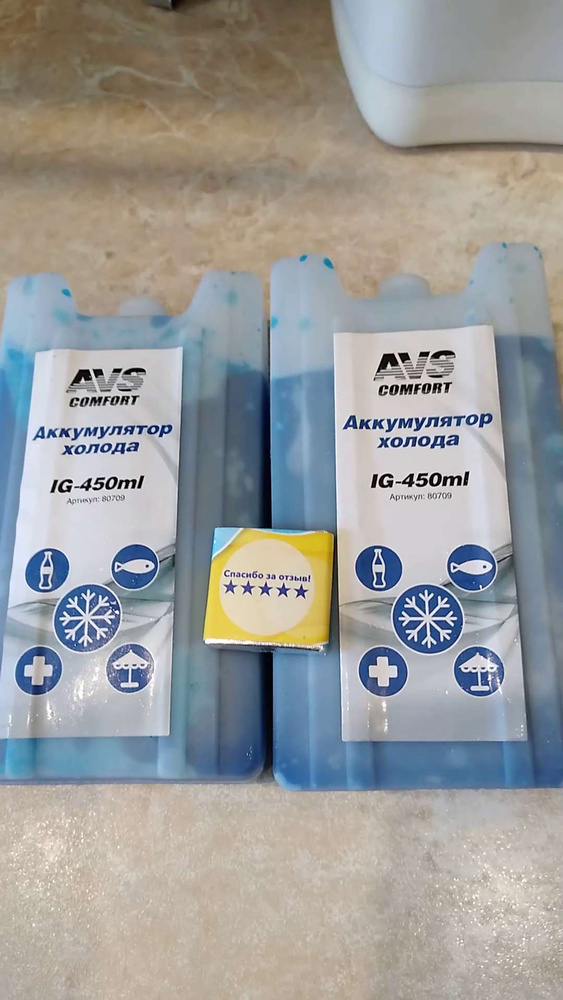 AVS
COMFORT
Аккумулятор
холода
IG-450ml
Артикул: 80709
AVS
COMFORT
Аккумулятор
холода
IG-450ml
Артикул: 80709
Спасибо за отзыв!